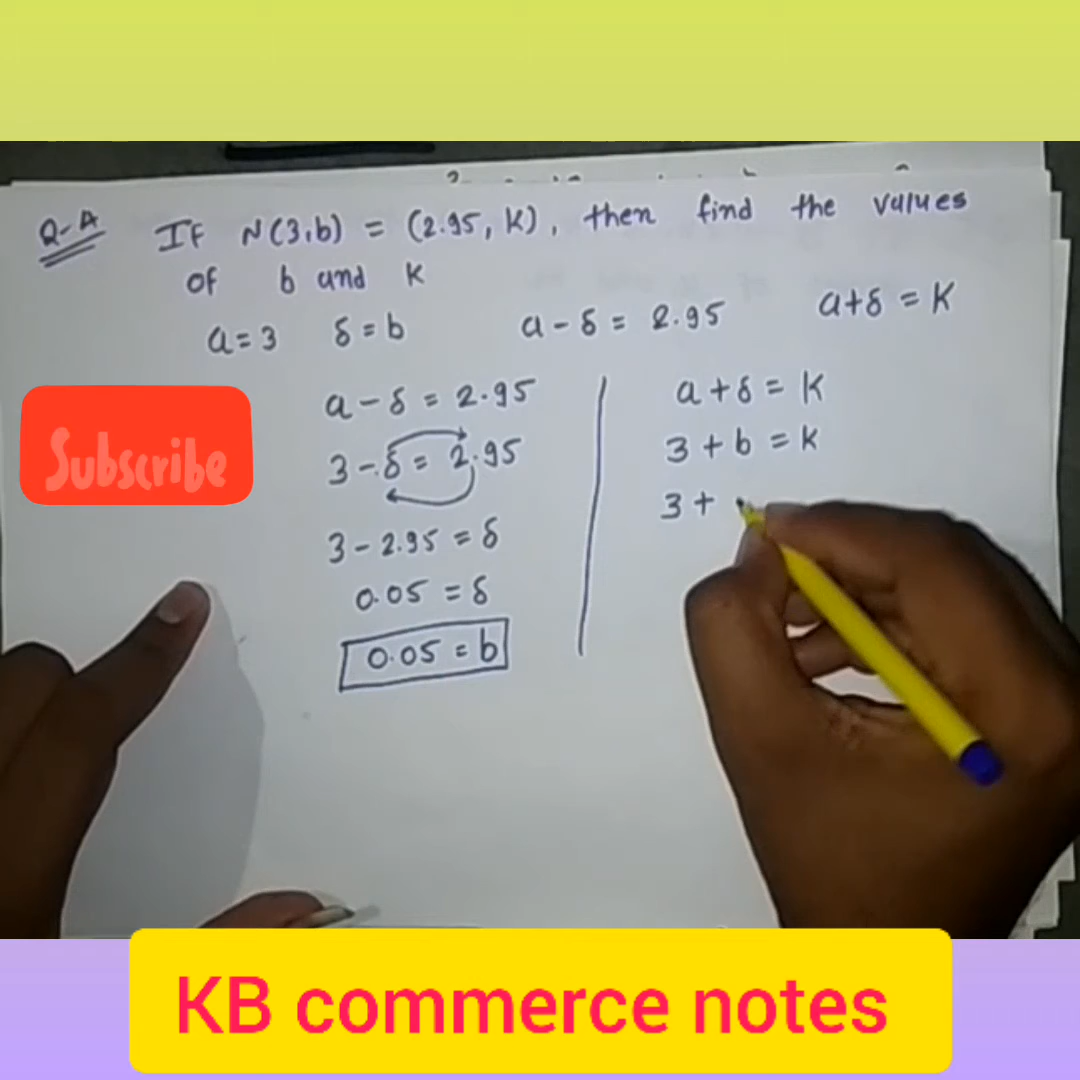 Q-A If N(3,b) = (2.95, K), then find the values
of b and K
a=3 δ=b a-δ = 2.95 a+δ = K
a-δ = 2.95
3-δ = 2.95
3-2.95 = δ
0.05 = δ
0.05 = b
a+δ = K
3+b = K
3+
Subscribe
KB commerce notes